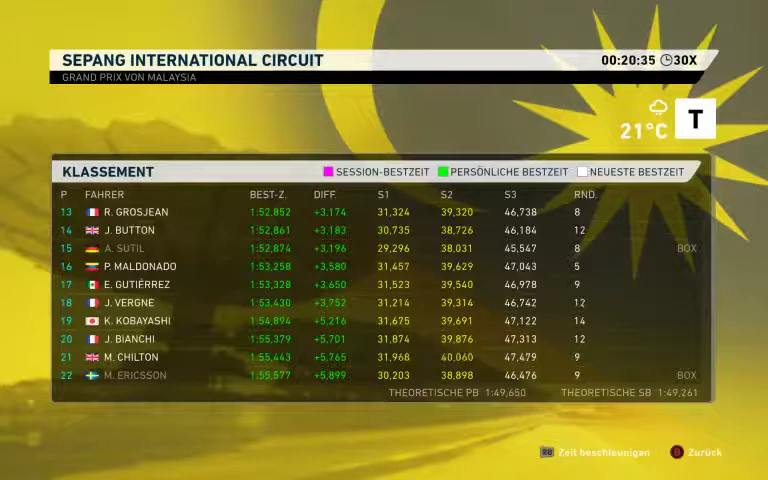 SEPANG INTERNATIONAL CIRCUIT 00:20:35 30X
GRAND PRIX VON MALAYSIA
21°C T
KLASSEMENT SESSION-BESTZEIT PERSÖNLICHE BESTZEIT NEUESTE BESTZEIT
P FAHRER BEST-Z. DIFF. S1 S2 S3 RND.
13 R. GROSJEAN 1:52,852 +3,174 31,324 39,320 46,738 8
14 J. BUTTON 1:52,861 +3,183 30,735 38,726 46,184 12
15 A. SUTIL 1:52,874 +3,196 29,296 38,031 45,547 8 BOX
16 P. MALDONADO 1:53,258 +3,580 31,457 39,629 47,043 5
17 E. GUTIÉRREZ 1:53,328 +3,650 31,523 39,540 46,978 9
18 J. VERGNE 1:53,430 +3,752 31,214 39,314 46,742 12
19 K. KOBAYASHI 1:54,894 +5,216 31,675 39,691 47,122 14
20 J. BIANCHI 1:55,379 +5,701 31,874 39,876 47,313 12
21 M. CHILTON 1:55,443 +5,765 31,968 40,060 47,479 9
22 M. ERICSSON 1:55,577 +5,899 30,203 38,898 46,476 9 BOX
THEORETISCHE PB 1:49,650 THEORETISCHE SB 1:49,261
RB Zeit beschleunigen B Zurück